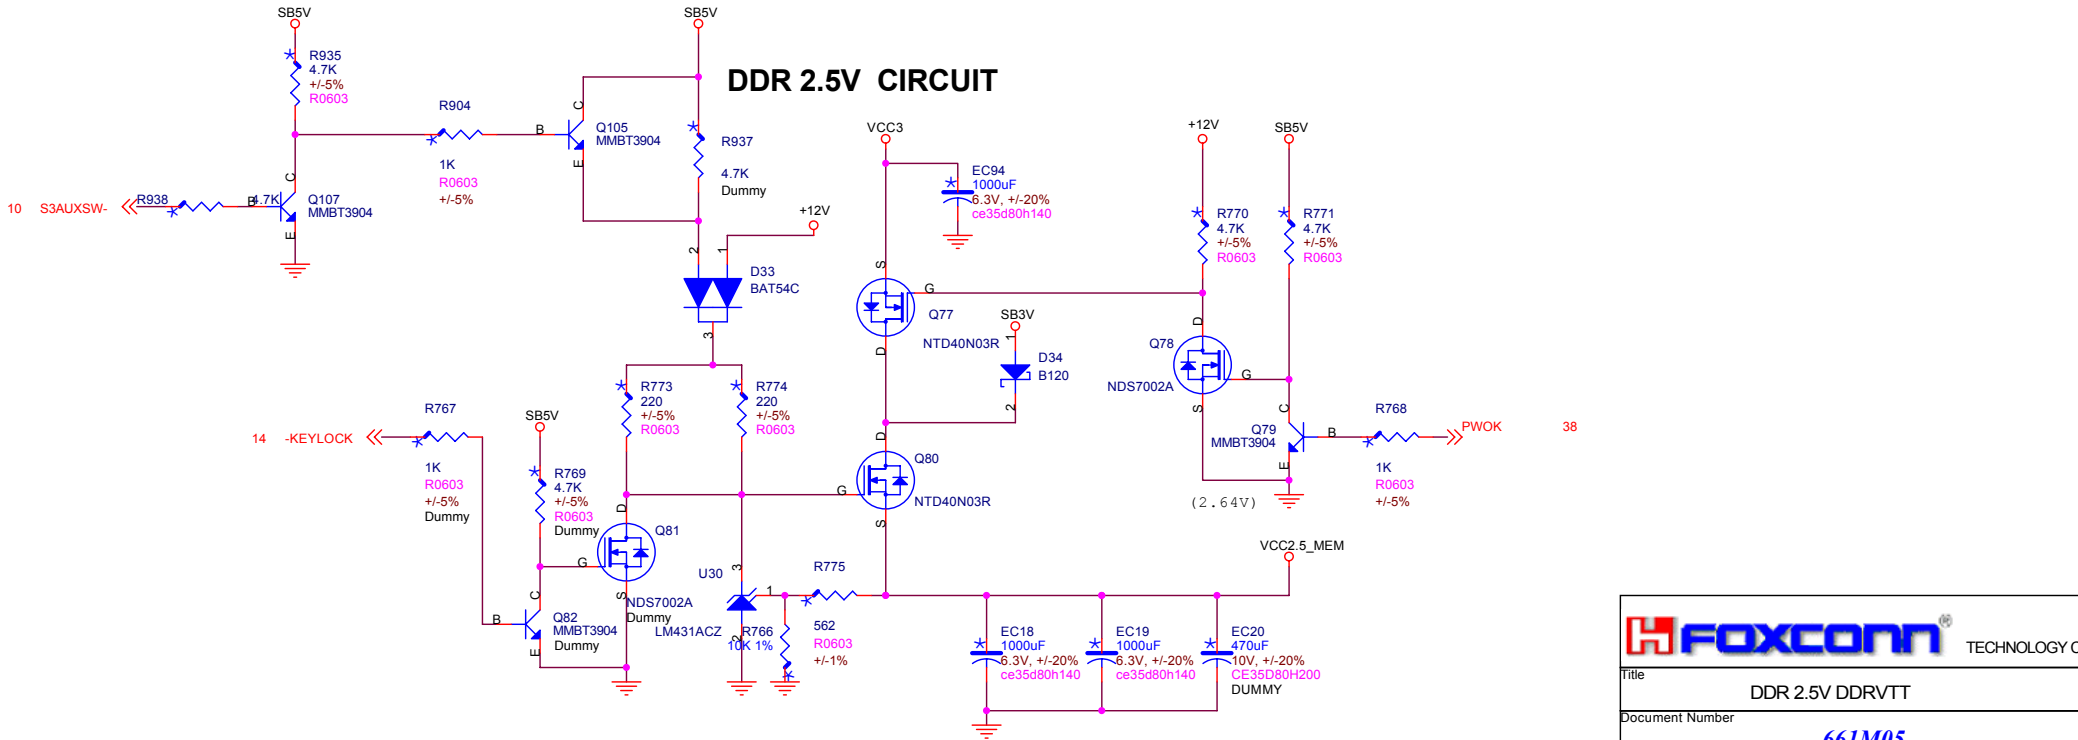 SB5V
SB5V
DDR 2.5V  CIRCUIT
R935
4.7K
+/-5%
R0603
R904
1K
R0603
+/-5%
B
C
E
Q105
MMBT3904
R937
4.7K
Dummy
10 S3AUXSW-
R938
4.7K
B
C
E
Q107
MMBT3904
+12V
2
1
D33
BAT54C
3
VCC3
EC94
1000uF
6.3V, +/-20%
ce35d80h140
S
G
D
Q77
NTD40N03R
SB3V
1
D34
B120
2
+12V
SB5V
R770
4.7K
+/-5%
R0603
R771
4.7K
+/-5%
R0603
D
G
S
Q78
NDS7002A
C
B
E
Q79
MMBT3904
R768
1K
R0603
+/-5%
PWOK 38
(2.64V)
R773
220
+/-5%
R0603
R774
220
+/-5%
R0603
14 -KEYLOCK
R767
1K
R0603
+/-5%
Dummy
SB5V
R769
4.7K
+/-5%
R0603
Dummy
D
G
S
Q81
NDS7002A
Dummy
C
B
E
Q82
MMBT3904
Dummy
D
G
S
Q80
NTD40N03R
U30
3
1
2
LM431ACZ
R766
10K 1%
R775
562
R0603
+/-1%
VCC2.5_MEM
EC18
1000uF
6.3V, +/-20%
ce35d80h140
EC19
1000uF
6.3V, +/-20%
ce35d80h140
EC20
470uF
10V, +/-20%
CE35D80H200
DUMMY
FOXCONN ® TECHNOLOGY C
Title
DDR 2.5V DDRVTT
Document Number
661M05